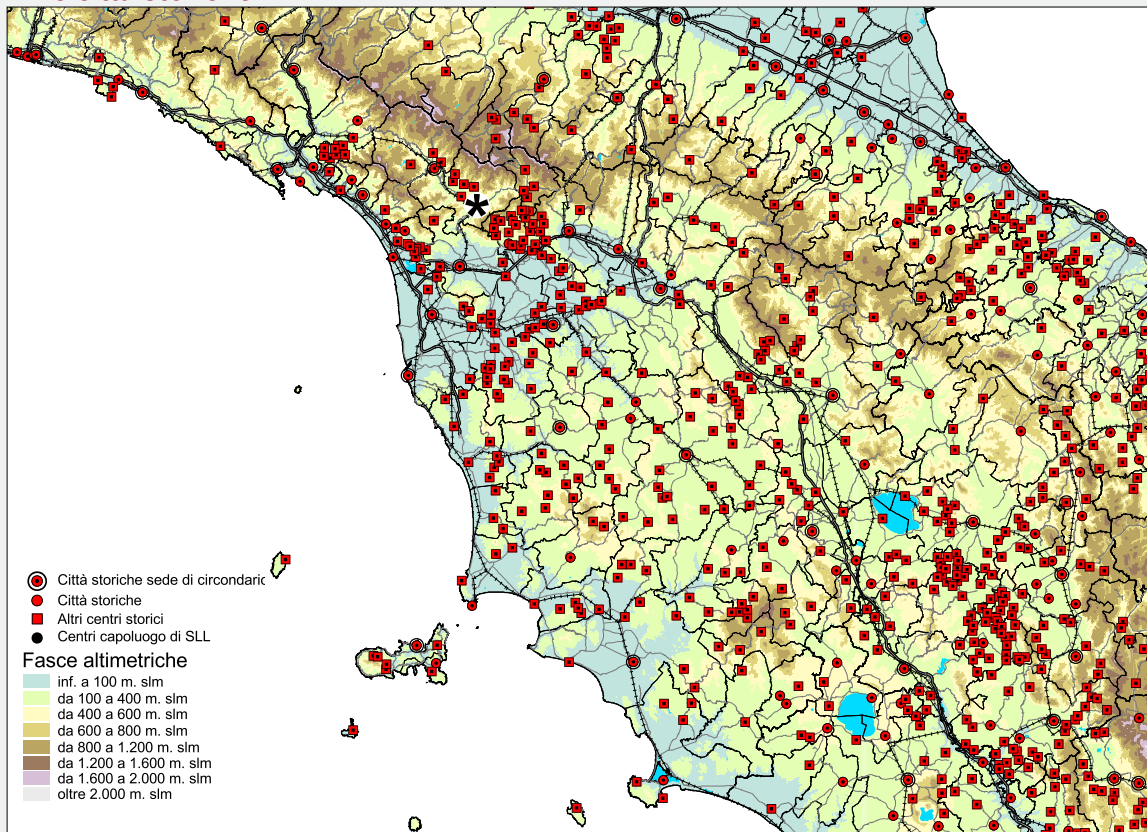 Città storiche sede di circondaric
Città storiche
Altri centri storici
Centri capoluogo di SLL
Fasce altimetriche
inf. a 100 m. slm
da 100 a 400 m. slm
da 400 a 600 m. slm
da 600 a 800 m. slm
da 800 a 1.200 m. slm
da 1.200 a 1.600 m. slm
da 1.600 a 2.000 m. slm
oltre 2.000 m. slm
*